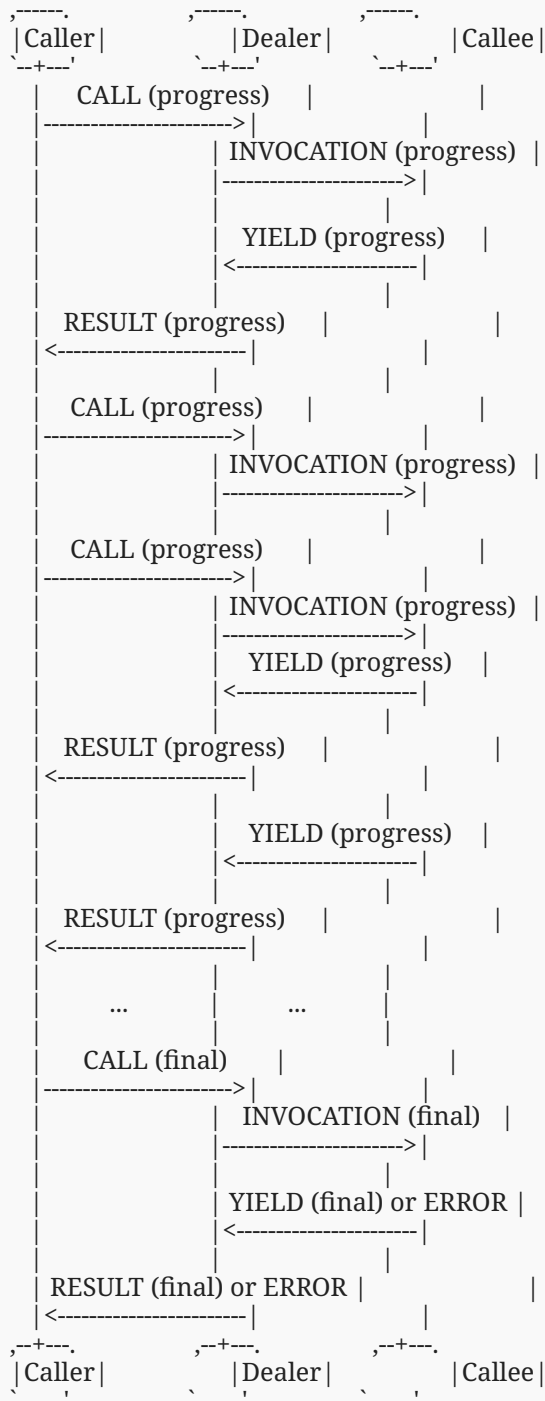 ,------.          ,------.          ,------.
|Caller|          |Dealer|          |Callee|
`--+---'          `--+---'          `--+---'
|     CALL (progress)     |                 |
|------------------------>|                 |
|                 | INVOCATION (progress)  |
|                 |----------------------->|
|                 |                 |
|                 |   YIELD (progress)     |
|                 |<-----------------------|
|                 |                 |
|   RESULT (progress)     |                 |
|<------------------------|                 |
|                 |                 |
|    CALL (progress)      |                 |
|------------------------>|                 |
|                 | INVOCATION (progress)  |
|                 |----------------------->|
|                 |                 |
|    CALL (progress)      |                 |
|------------------------>|                 |
|                 | INVOCATION (progress)  |
|                 |----------------------->|
|                 |    YIELD (progress)    |
|                 |<-----------------------|
|                 |                 |
|   RESULT (progress)     |                 |
|<------------------------|                 |
|                 |                 |
|                 |    YIELD (progress)    |
|                 |<-----------------------|
|                 |                 |
|   RESULT (progress)     |                 |
|<------------------------|                 |
|                 |                 |
|       ...       |       ...       |
|                 |                 |
|     CALL (final)        |                 |
|------------------------>|                 |
|                 |   INVOCATION (final)   |
|                 |----------------------->|
|                 |                 |
|                 | YIELD (final) or ERROR |
|                 |<-----------------------|
|                 |                 |
| RESULT (final) or ERROR |                 |
|<------------------------|                 |
,--+---.          ,--+---.          ,--+---.
|Caller|          |Dealer|          |Callee|
`------'          `------'          `------'